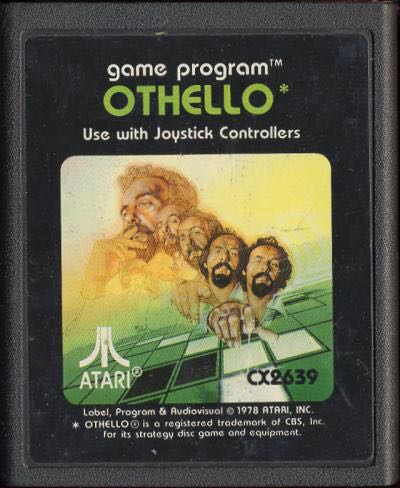 game program™
OTHELLO*
Use with Joystick Controllers
ATARI®
CX2639
Label, Program & Audiovisual © 1978 ATARI, INC.
* OTHELLO® is a registered trademark of CBS, Inc.
for its strategy disc game and equipment.